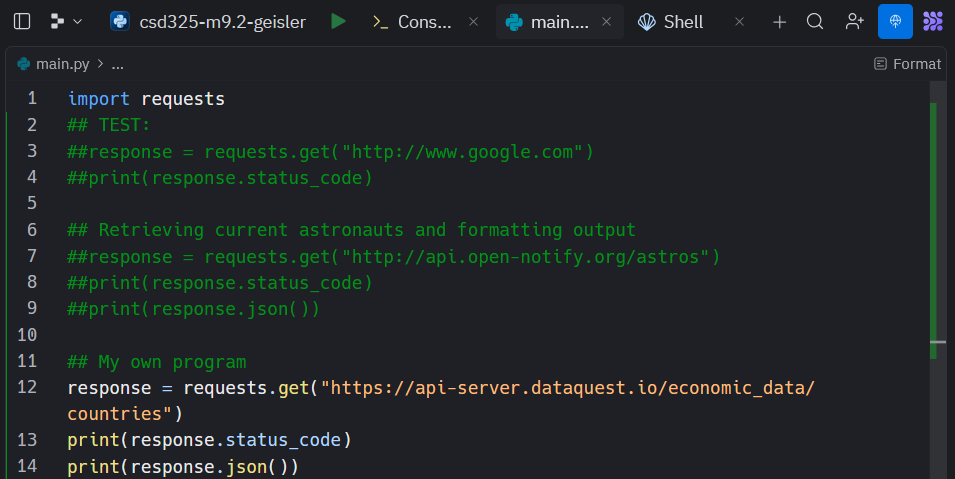 csd325-m9.2-geisler
Cons...
main....
Shell
main.py > ...
Format
1 import requests
2 ## TEST:
3 ##response = requests.get("http://www.google.com")
4 ##print(response.status_code)
5
6 ## Retrieving current astronauts and formatting output
7 ##response = requests.get("http://api.open-notify.org/astros")
8 ##print(response.status_code)
9 ##print(response.json())
10
11 ## My own program
12 response = requests.get("https://api-server.dataquest.io/economic_data/
countries")
13 print(response.status_code)
14 print(response.json())